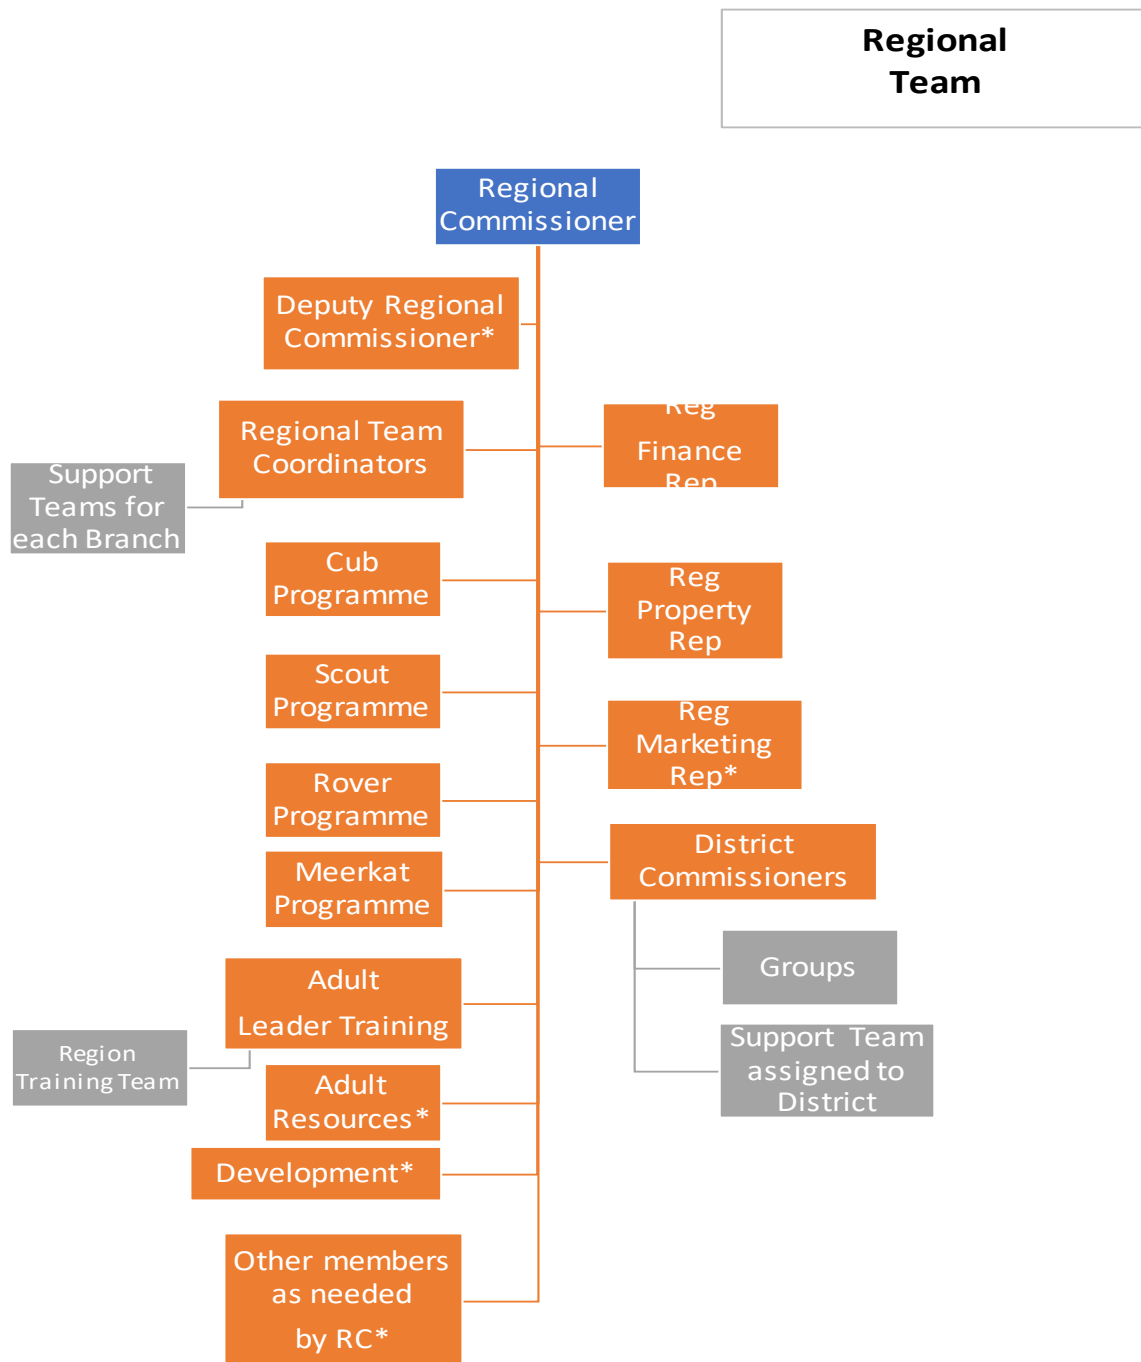 Regional
Team
Regional
Commissioner
Deputy Regional
Commissioner*
Regional Team
Coordinators
Reg
Finance
Rep
Support
Teams for
each Branch
Cub
Programme
Reg
Property
Rep
Scout
Programme
Reg
Marketing
Rep*
Rover
Programme
District
Commissioners
Meerkat
Programme
Groups
Adult
Leader Training
Support Team
assigned to
District
Region
Training Team
Adult
Resources*
Development*
Other members
as needed
by RC*